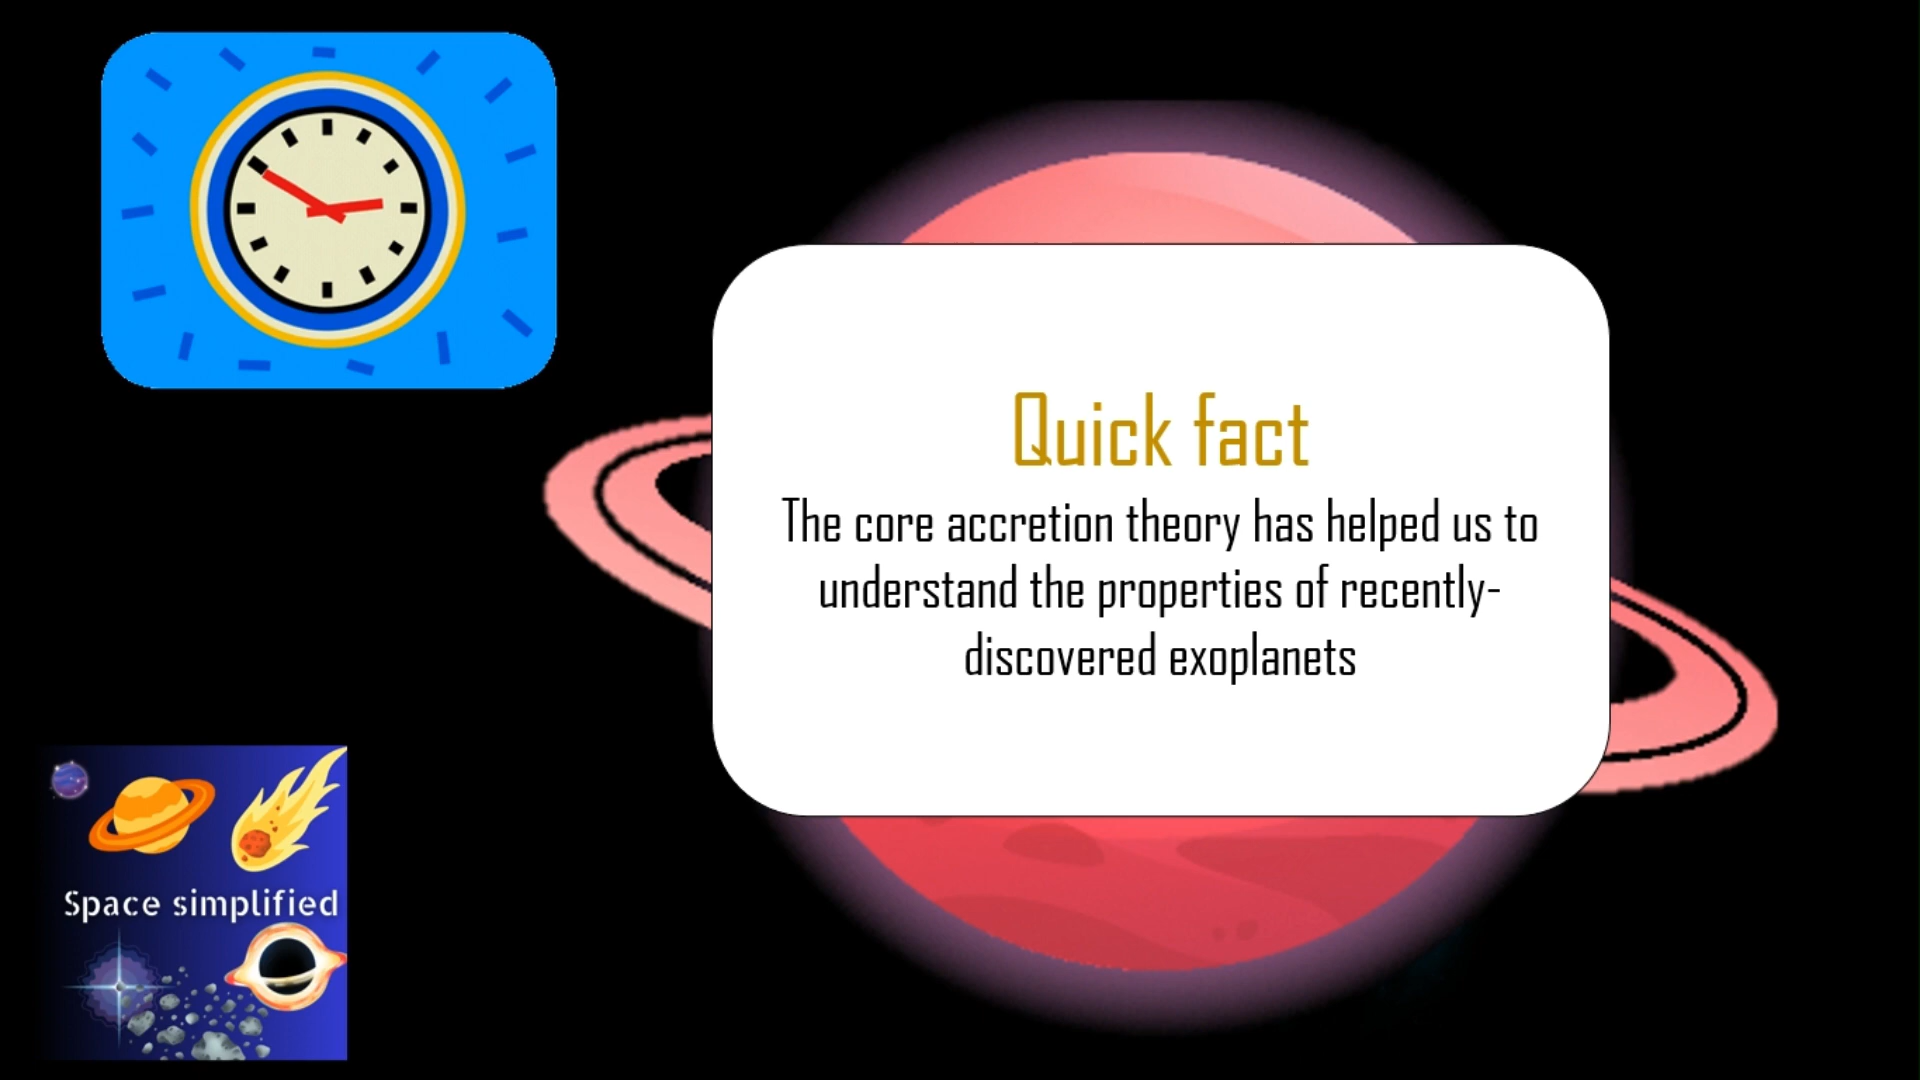 Quick fact
The core accretion theory has helped us to
understand the properties of recently-
discovered exoplanets
Space simplified